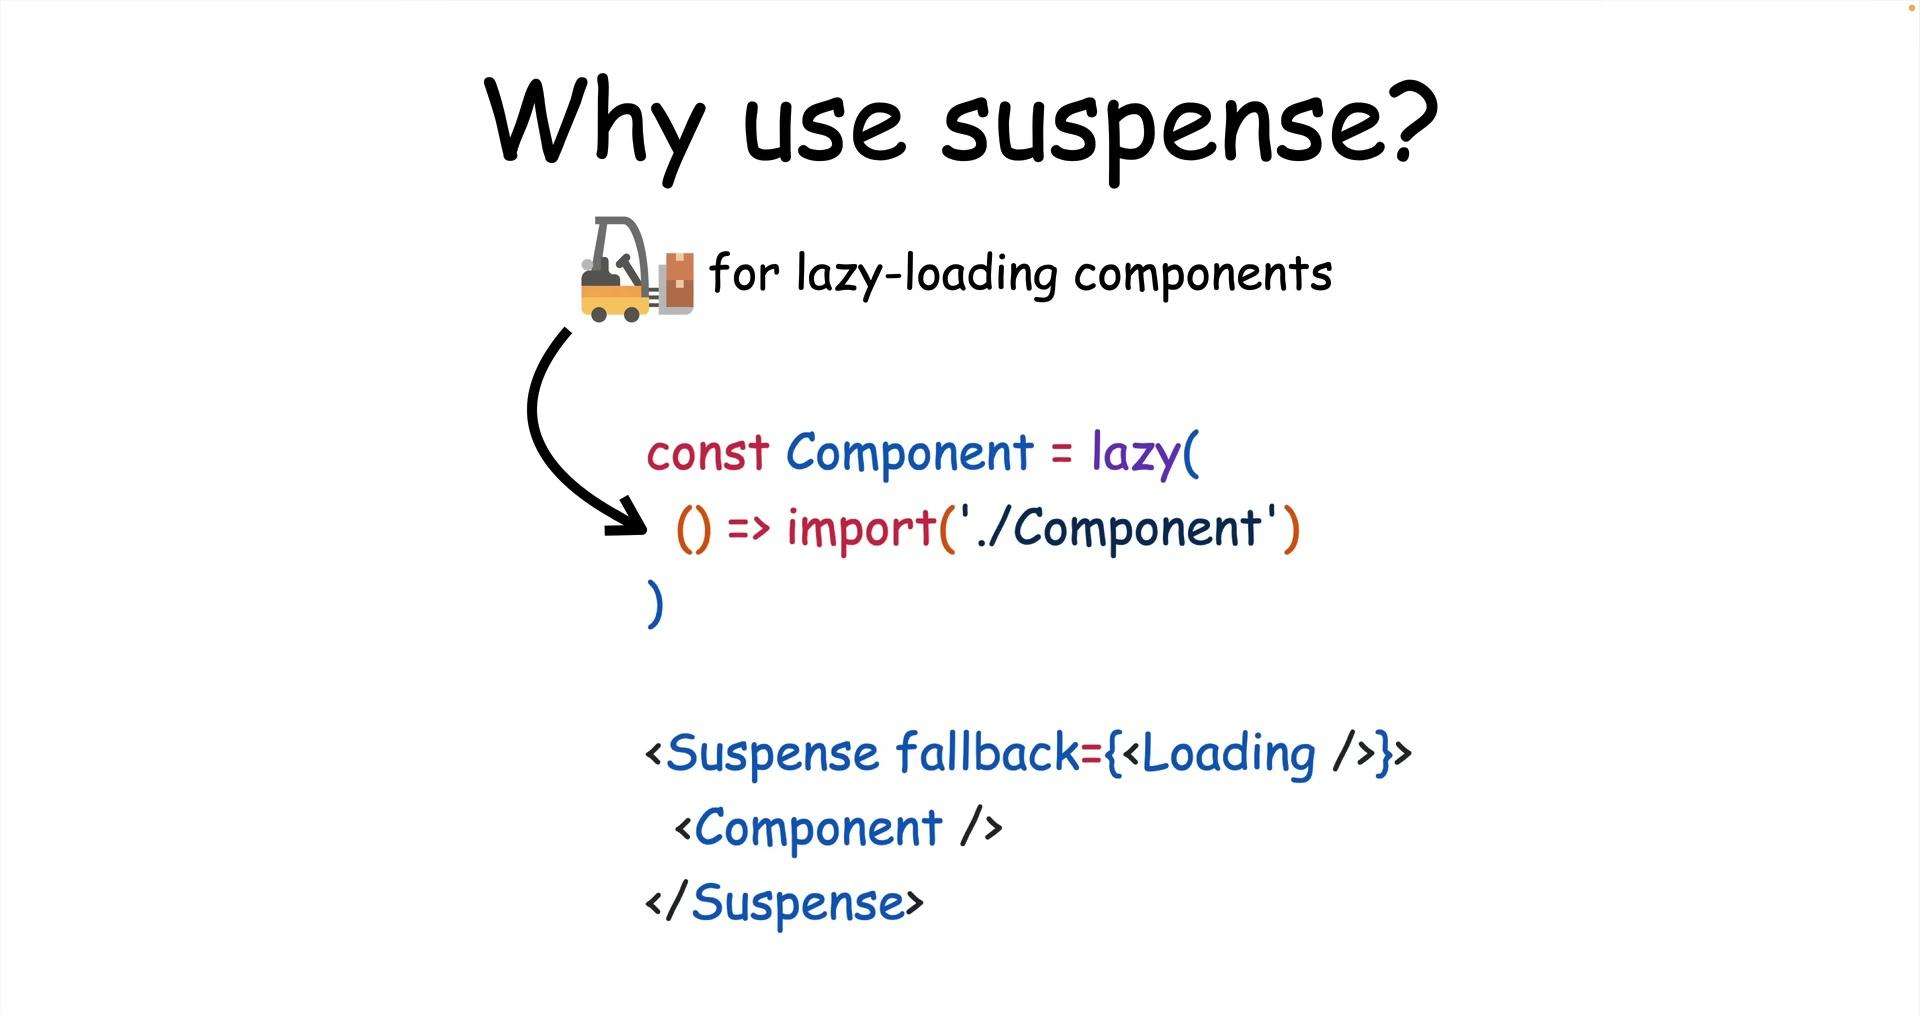 Why use suspense?
for lazy-loading components
const Component = lazy(
() => import('./Component')
)
<Suspense fallback={<Loading />}>
<Component />
</Suspense>